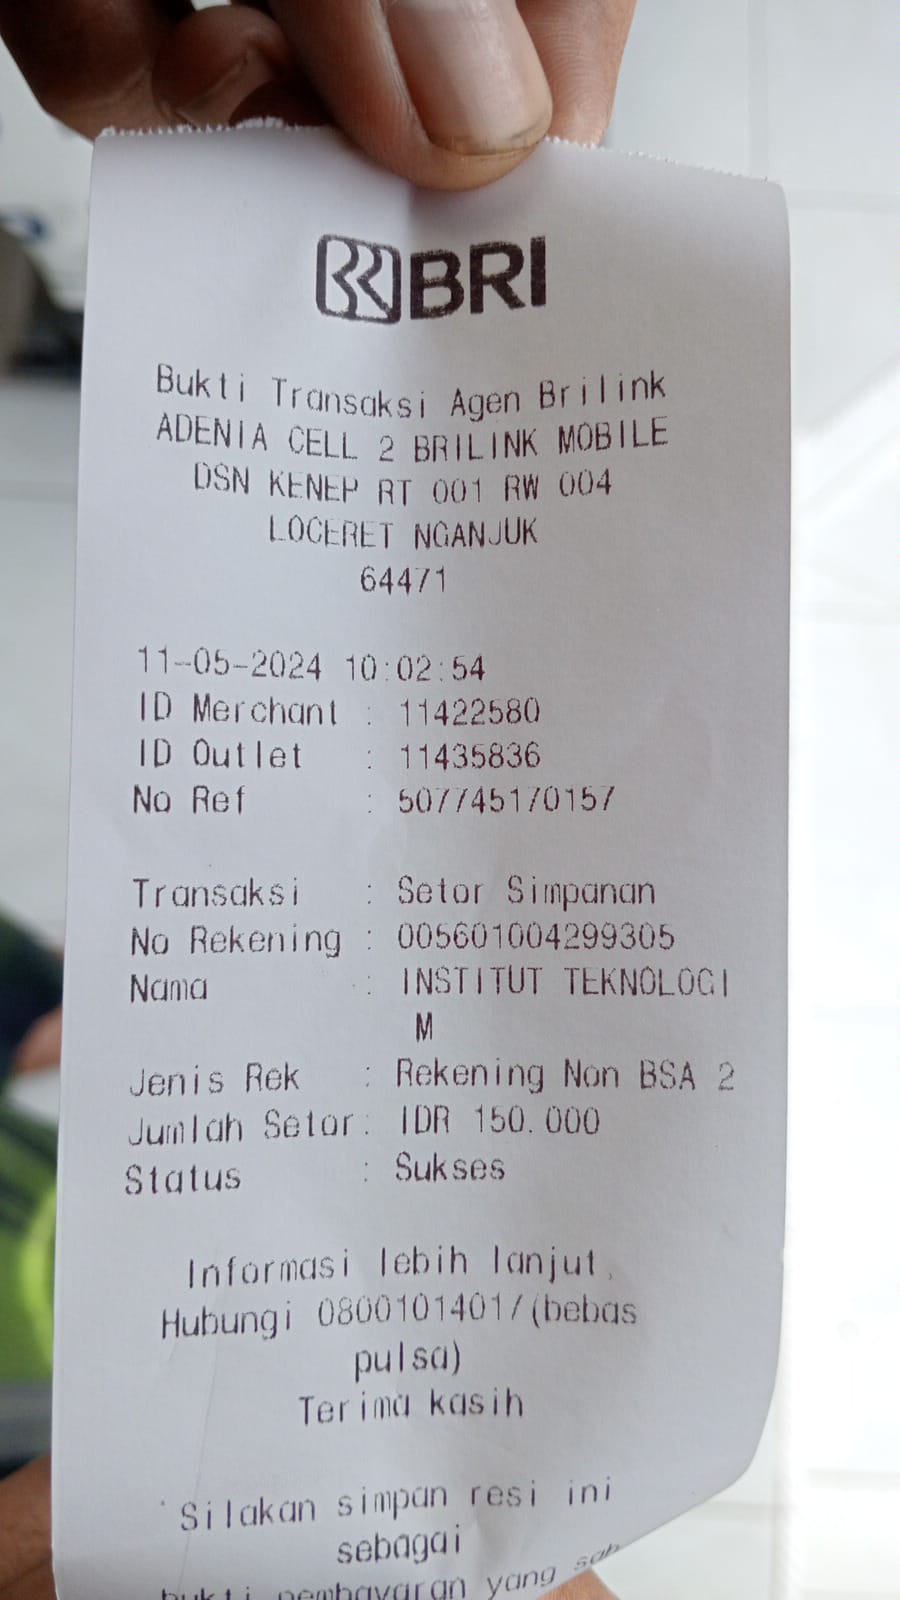 BRI
Bukti Transaksi Agen Brilink
ADENIA CELL 2 BRILINK MOBILE
DSN KENEP RT 001 RW 004
LOCERET NGANJUK
64471
11-05-2024 10:02:54
ID Merchant : 11422580
ID Outlet : 11435836
No Ref : 507745170157
Transaksi : Setor Simpanan
No Rekening : 005601004299305
Nama : INSTITUT TEKNOLOGI
M
Jenis Rek : Rekening Non BSA 2
Jumlah Setor: IDR 150.000
Status : Sukses
Informasi lebih lanjut,
Hubungi 08001014017(bebas
pulsa)
Terima kasih
Silakan simpan resi ini
sebagai
bukti pembayaran yang sah